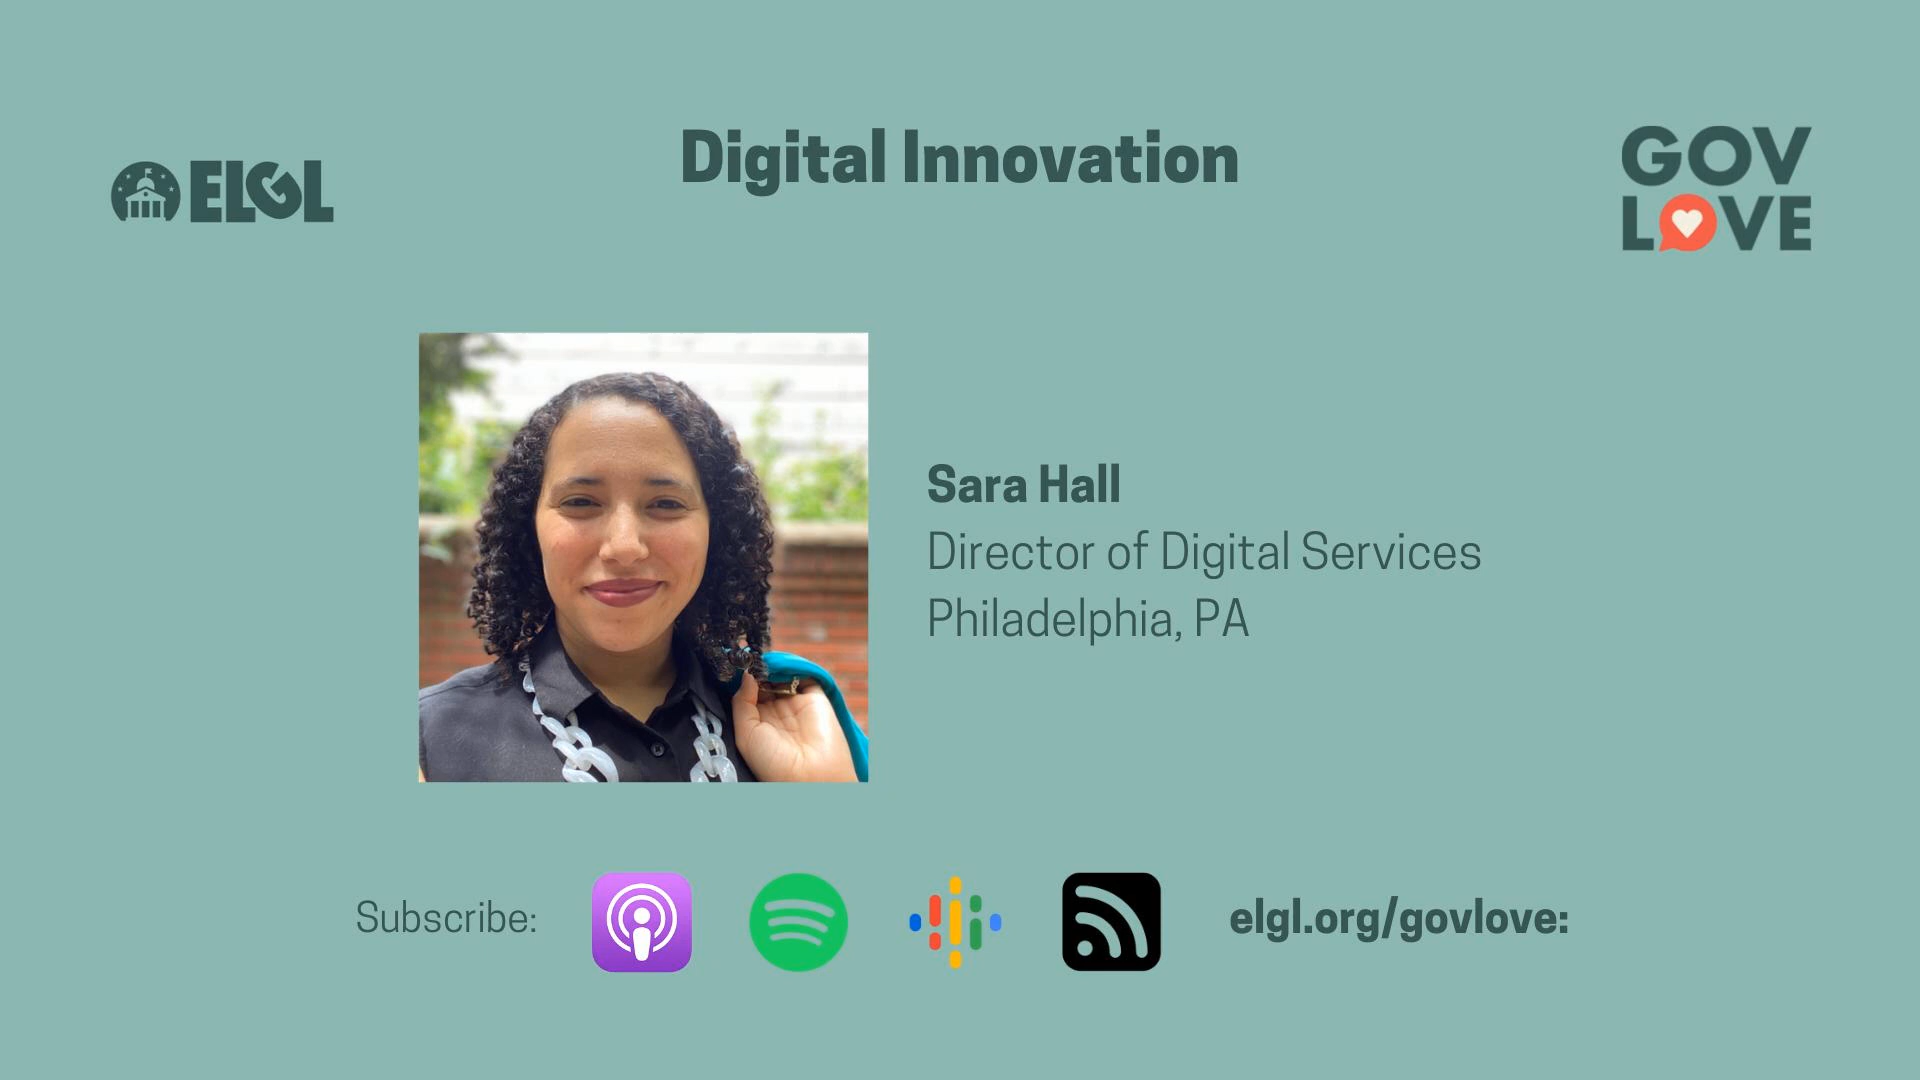 ELGL
Digital Innovation
GOV
LOVE
Sara Hall
Director of Digital Services
Philadelphia, PA
Subscribe:
elgl.org/govlove: